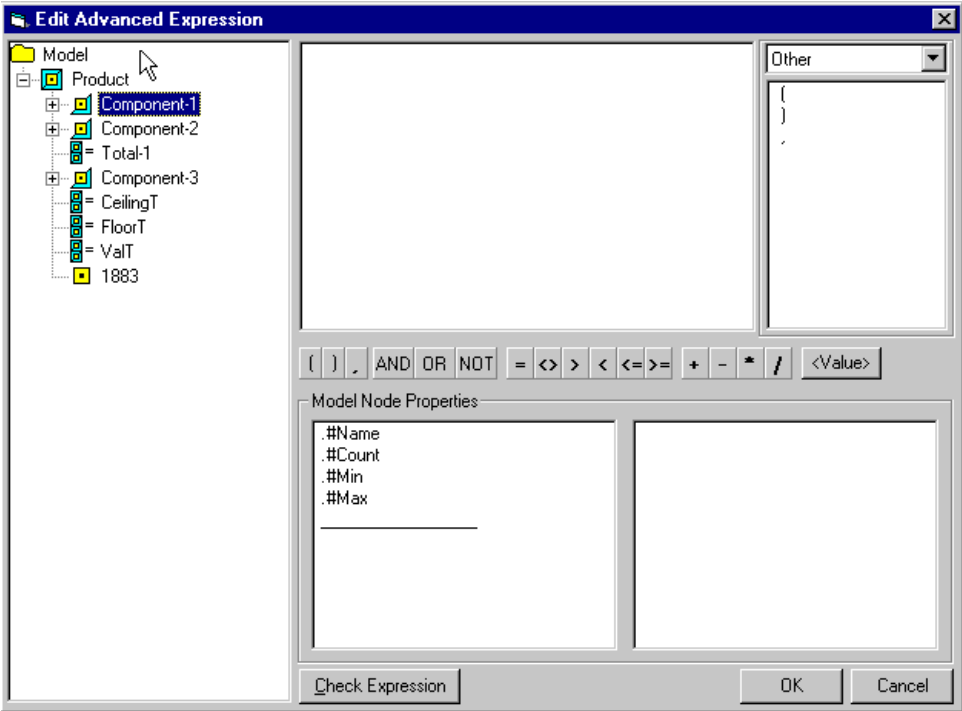 Edit Advanced Expression
Model
Product
Component-1
Component-2
Total-1
Component-3
CeilingT
FloorT
ValT
1883
Other
(
)
,
( ) , AND OR NOT = <> > < <= >= + - * / <Value>
Model Node Properties
.#Name
.#Count
.#Min
.#Max
Check Expression
OK
Cancel